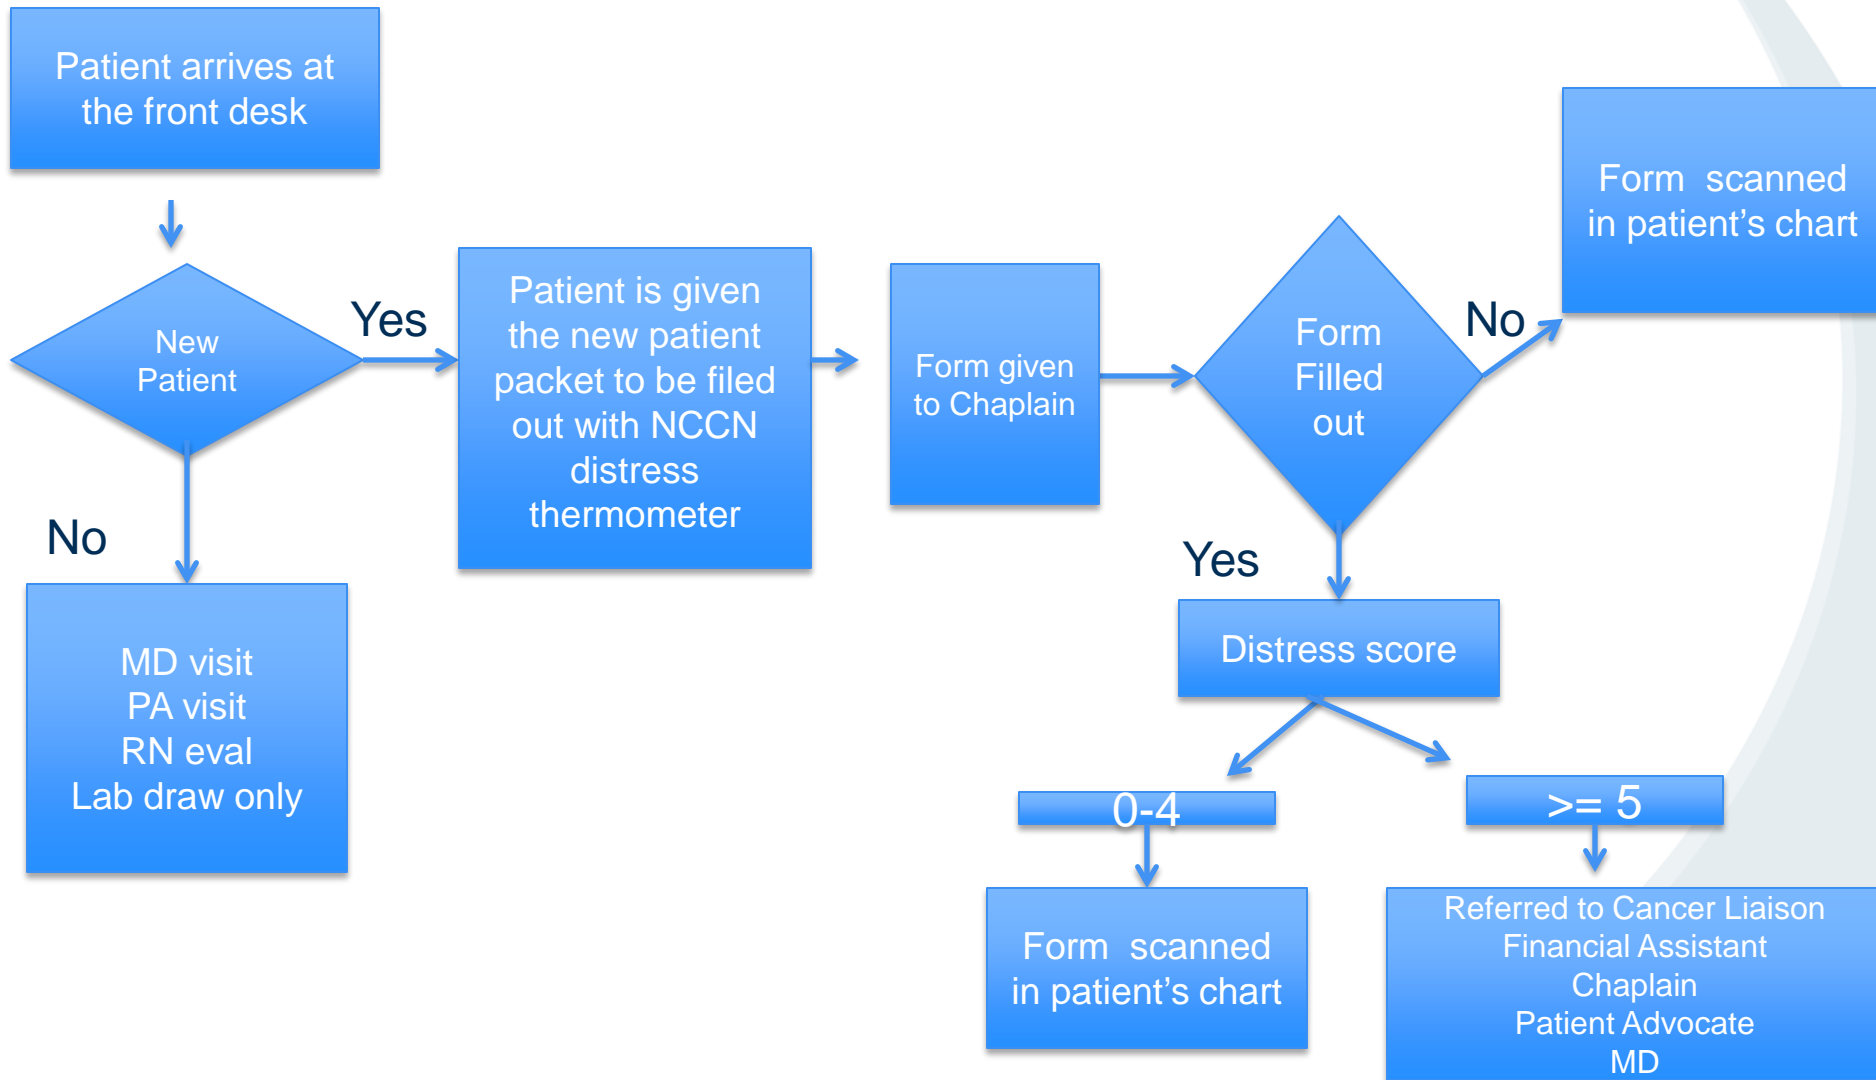 Patient arrives at
the front desk
New
Patient
Yes
No
MD visit
PA visit
RN eval
Lab draw only
Patient is given
the new patient
packet to be filed
out with NCCN
distress
thermometer
Form given
to Chaplain
Form
Filled
out
No
Form scanned
in patient’s chart
Yes
Distress score
0-4
Form scanned
in patient’s chart
>= 5
Referred to Cancer Liaison
Financial Assistant
Chaplain
Patient Advocate
MD